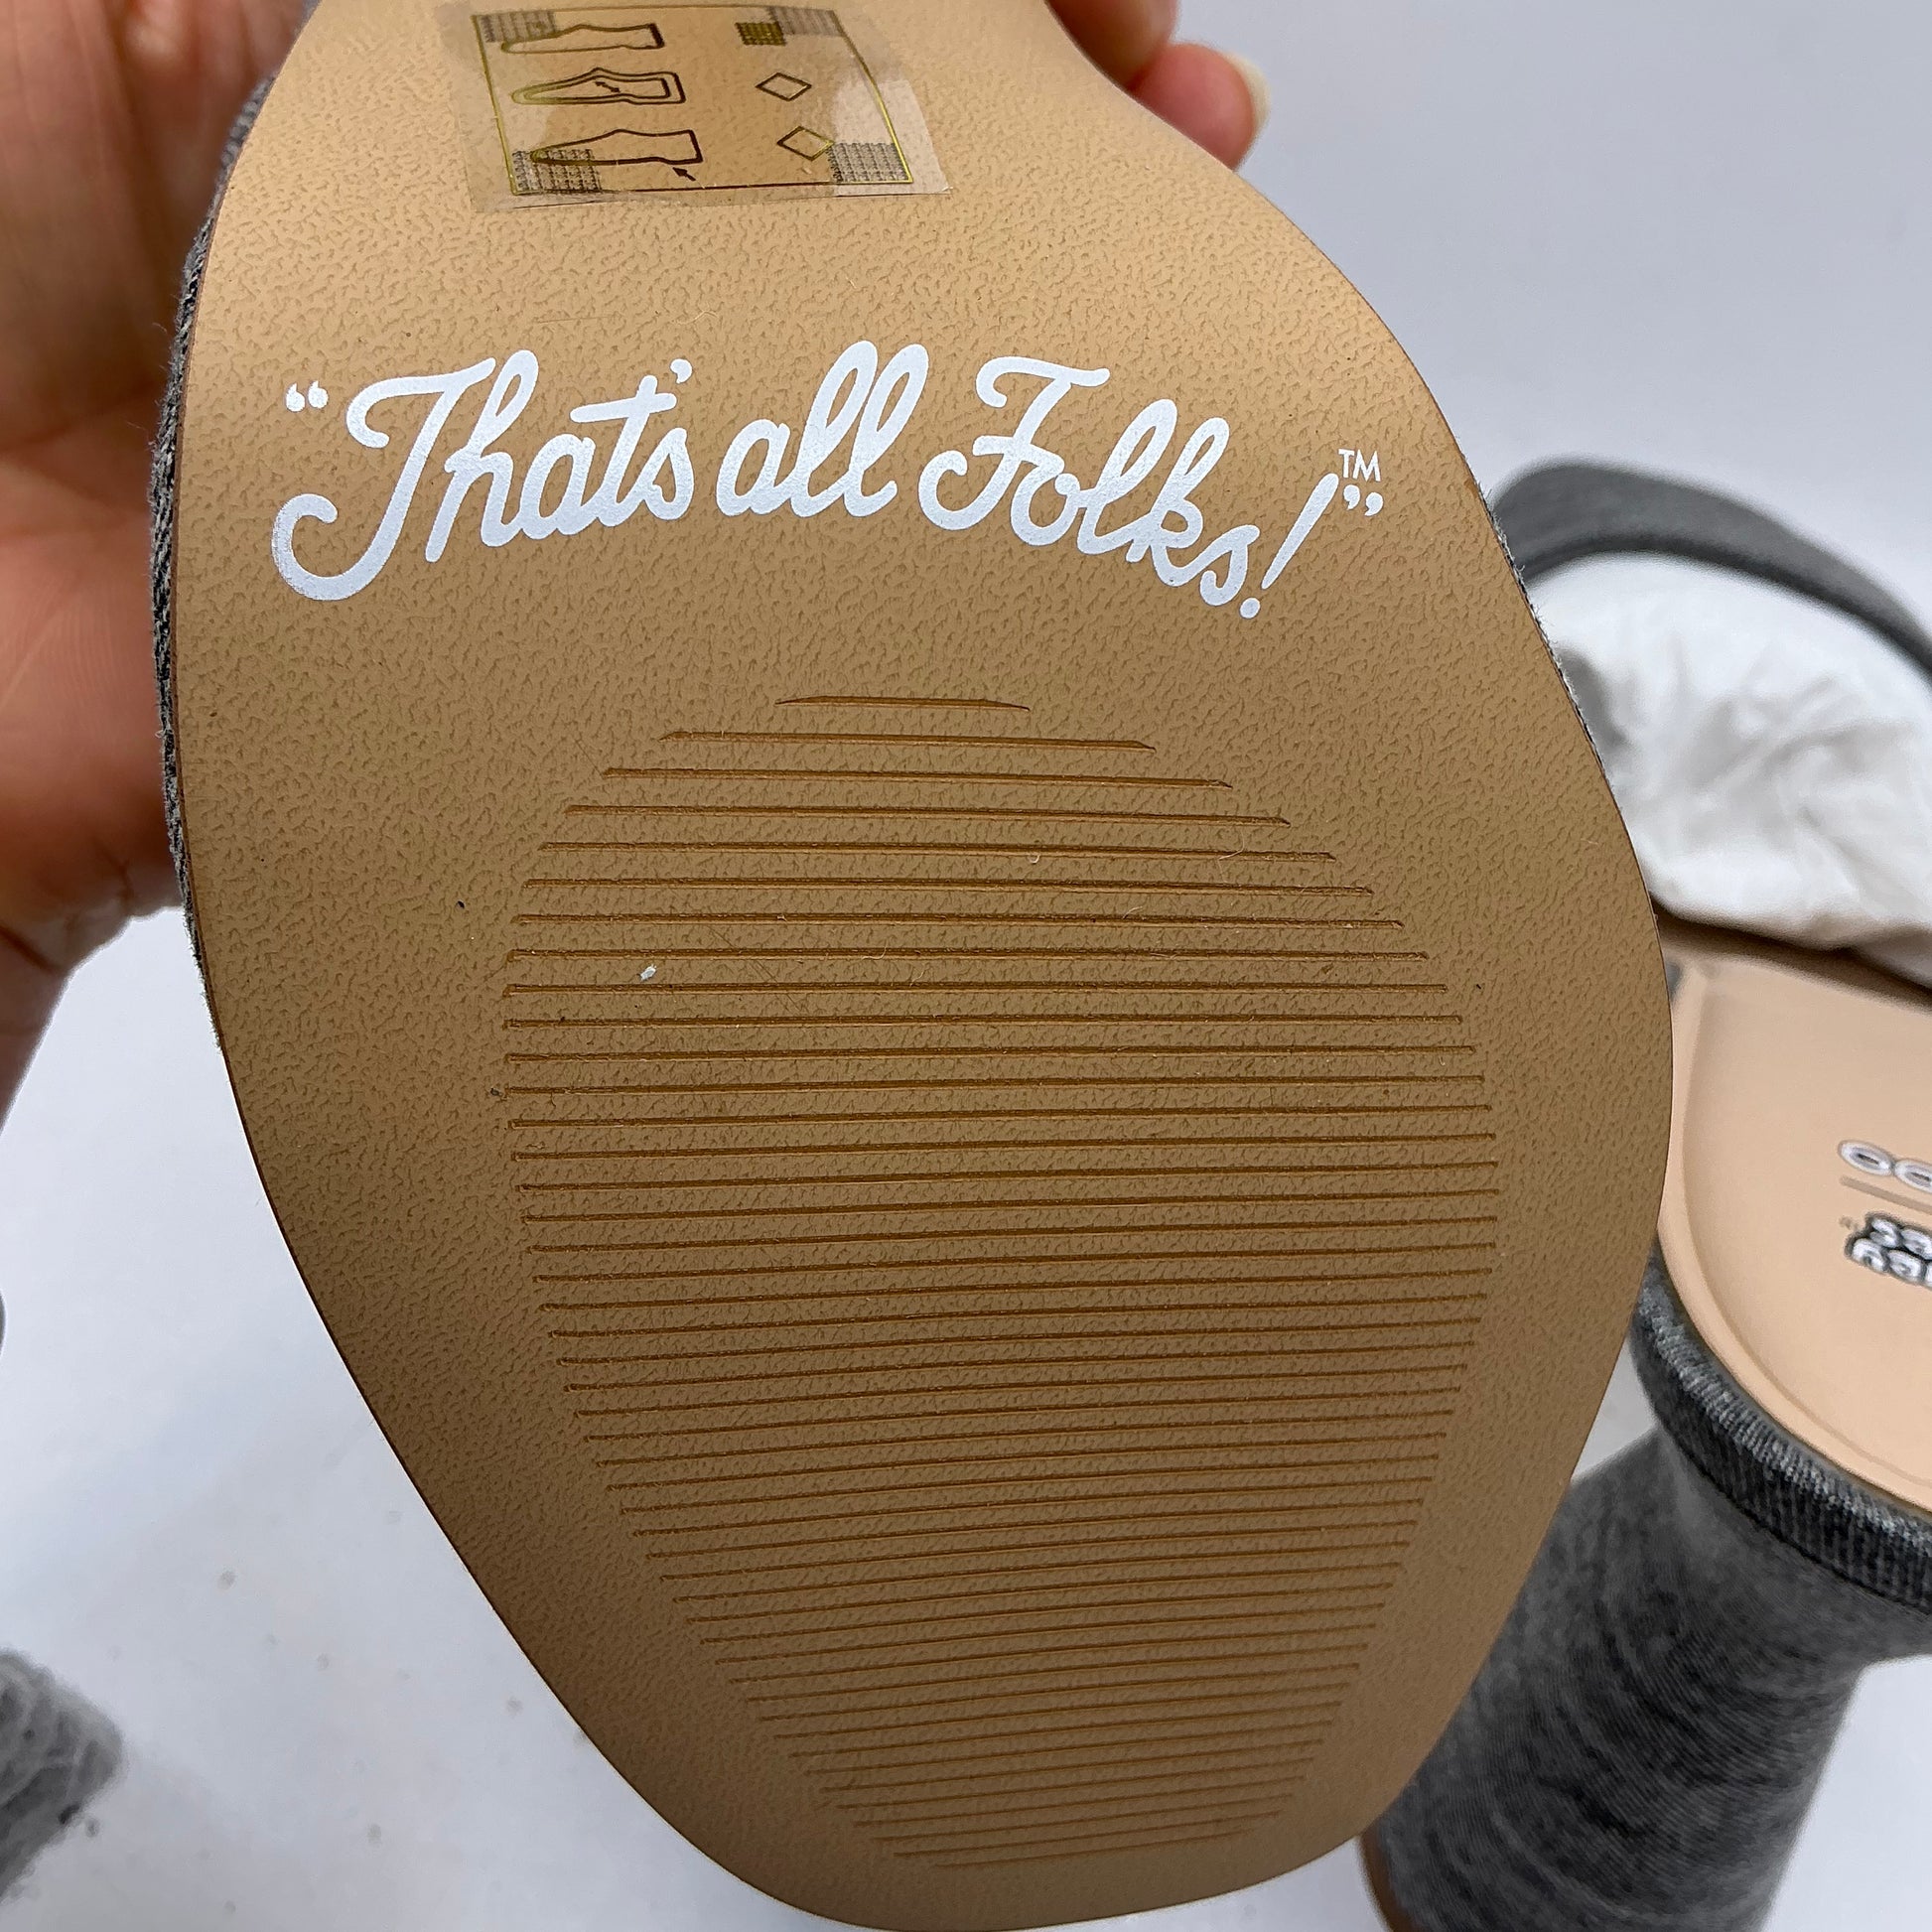 “That's all Folks!”™